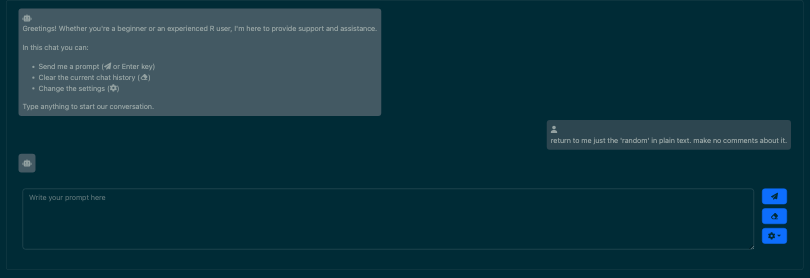 Greetings! Whether you're a beginner or an experienced R user, I'm here to provide support and assistance.
In this chat you can:
• Send me a prompt ( or Enter key)
• Clear the current chat history ()
• Change the settings ()
Type anything to start our conversation.
return to me just the 'random' in plain text. make no comments about it.
Write your prompt here